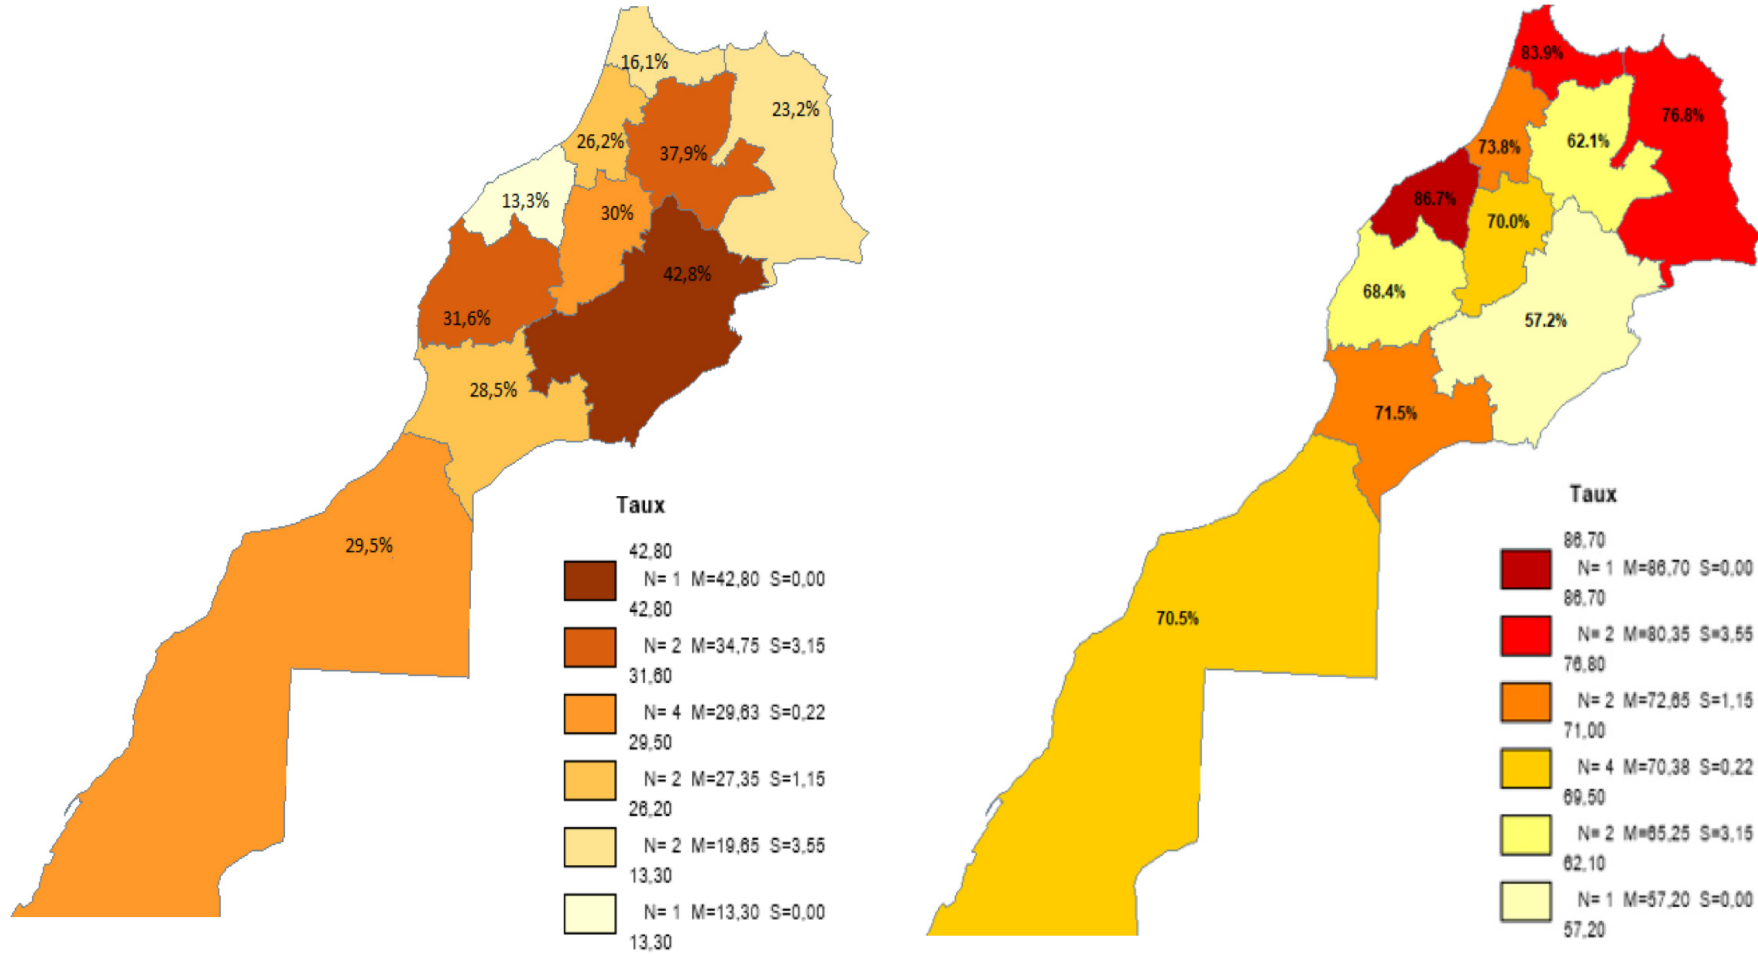 16,1%
23,2%
26,2%
37,9%
13,3%
30%
42,8%
31,6%
28,5%
29,5%
Taux
42,80
N= 1 M=42,80 S=0,00
42,80
N= 2 M=34,75 S=3,15
31,60
N= 4 M=29,63 S=0,22
29,50
N= 2 M=27,35 S=1,15
26,20
N= 2 M=19,65 S=3,55
13,30
N= 1 M=13,30 S=0,00
13,30
83.9%
76.8%
73.8%
62.1%
86.7%
70.0%
68.4%
57.2%
71.5%
70.5%
Taux
86,70
N= 1 M=86,70 S=0,00
86,70
N= 2 M=80,35 S=3,55
76,80
N= 2 M=72,65 S=1,15
71,00
N= 4 M=70,38 S=0,22
69,50
N= 2 M=65,25 S=3,15
62,10
N= 1 M=57,20 S=0,00
57,20